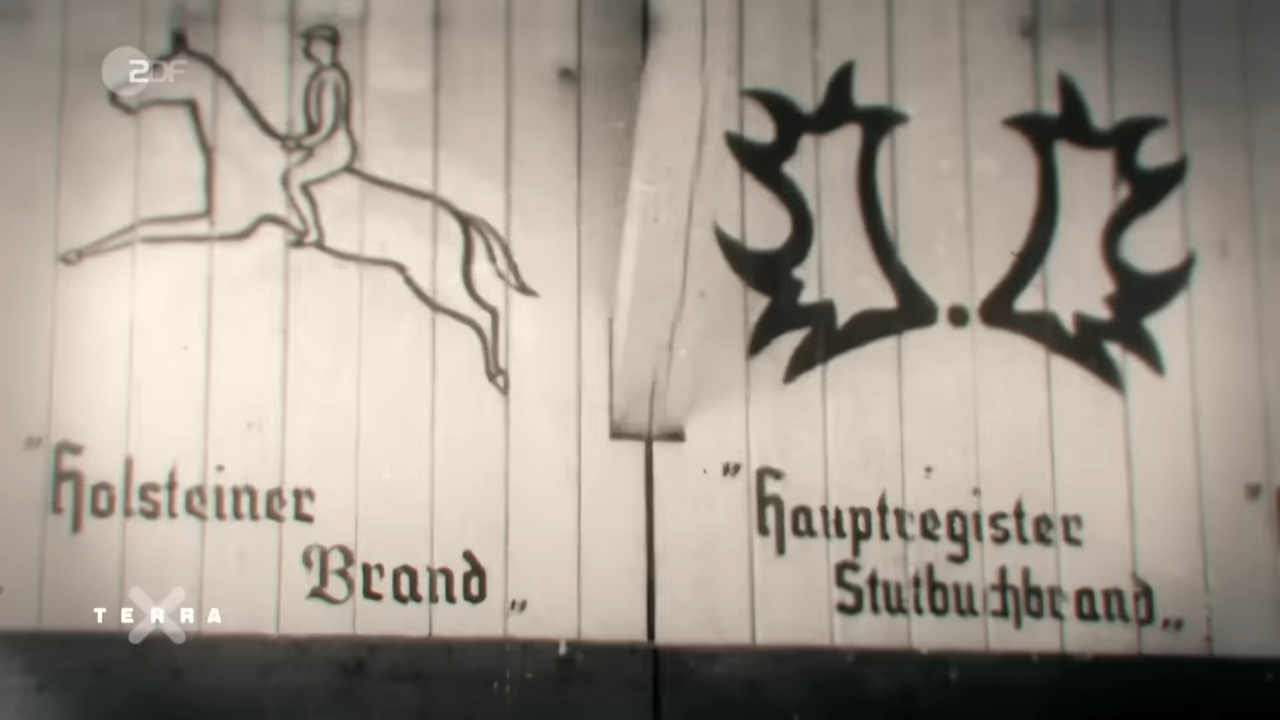 ZDF
"Holsteiner
Brand"
"Hauptregister
Stutbuchbrand"
"
TERRA X